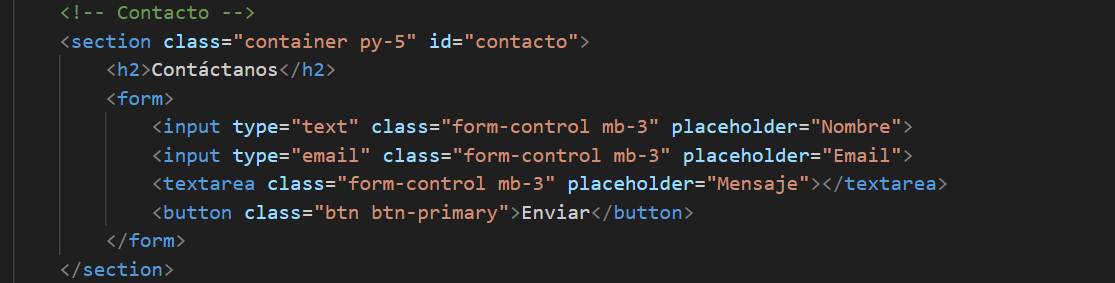 <!-- Contacto -->
<section class="container py-5" id="contacto">
<h2>Contáctanos</h2>
<form>
<input type="text" class="form-control mb-3" placeholder="Nombre">
<input type="email" class="form-control mb-3" placeholder="Email">
<textarea class="form-control mb-3" placeholder="Mensaje"></textarea>
<button class="btn btn-primary">Enviar</button>
</form>
</section>